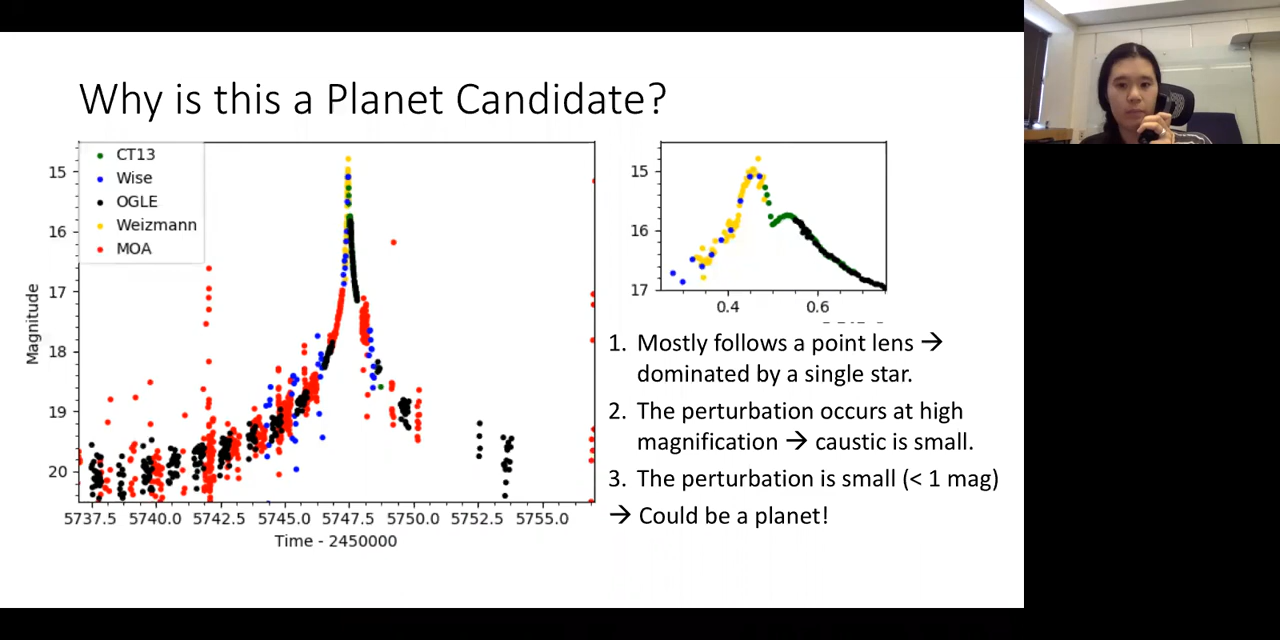 Why is this a Planet Candidate?
CT13
Wise
OGLE
Weizmann
MOA
15
16
17
18
19
20
Magnitude
5737.5 5740.0 5742.5 5745.0 5747.5 5750.0 5752.5 5755.0
Time - 2450000
15
16
17
0.4 0.6
1. Mostly follows a point lens →
dominated by a single star.
2. The perturbation occurs at high
magnification → caustic is small.
3. The perturbation is small (< 1 mag)
→ Could be a planet!